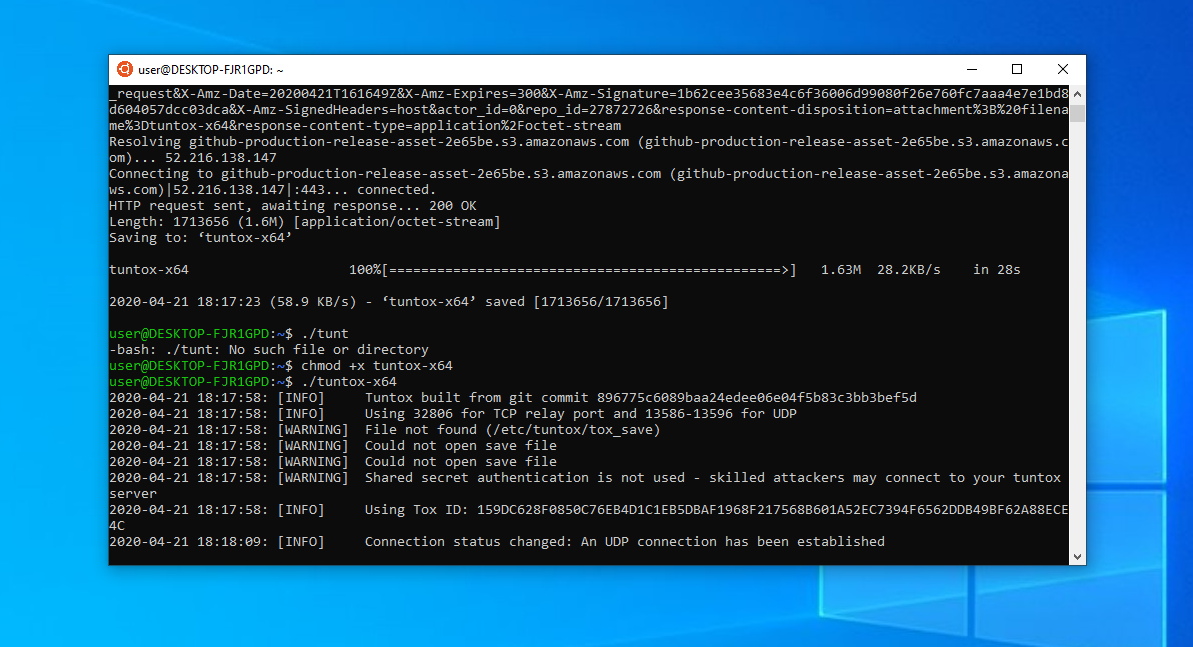 user@DESKTOP-FJR1GPD: ~
_request&X-Amz-Date=20200421T161649Z&X-Amz-Expires=300&X-Amz-Signature=1b62cee35683e4c6f36006d99080f26e760fc7aaa4e7e1bd8
d604057dcc03dca&X-Amz-SignedHeaders=host&actor_id=0&repo_id=27872726&response-content-disposition=attachment%3B%20filena
me%3Dtuntox-x64&response-content-type=application%2Foctet-stream
Resolving github-production-release-asset-2e65be.s3.amazonaws.com (github-production-release-asset-2e65be.s3.amazonaws.c
om)... 52.216.138.147
Connecting to github-production-release-asset-2e65be.s3.amazonaws.com (github-production-release-asset-2e65be.s3.amazona
ws.com)|52.216.138.147|:443... connected.
HTTP request sent, awaiting response... 200 OK
Length: 1713656 (1.6M) [application/octet-stream]
Saving to: ‘tuntox-x64’
tuntox-x64 100%[=================================================>] 1.63M 28.2KB/s in 28s
2020-04-21 18:17:23 (58.9 KB/s) - ‘tuntox-x64’ saved [1713656/1713656]
user@DESKTOP-FJR1GPD:~$ ./tunt
-bash: ./tunt: No such file or directory
user@DESKTOP-FJR1GPD:~$ chmod +x tuntox-x64
user@DESKTOP-FJR1GPD:~$ ./tuntox-x64
2020-04-21 18:17:58: [INFO] Tuntox built from git commit 896775c6089baa24edee06e04f5b83c3bb3bef5d
2020-04-21 18:17:58: [INFO] Using 32806 for TCP relay port and 13586-13596 for UDP
2020-04-21 18:17:58: [WARNING] File not found (/etc/tuntox/tox_save)
2020-04-21 18:17:58: [WARNING] Could not open save file
2020-04-21 18:17:58: [WARNING] Could not open save file
2020-04-21 18:17:58: [WARNING] Shared secret authentication is not used - skilled attackers may connect to your tuntox
server
2020-04-21 18:17:58: [INFO] Using Tox ID: 159DC628F0850C76EB4D1C1EB5DBAF1968F217568B601A52EC7394F6562DDB49BF62A88ECE
4C
2020-04-21 18:18:09: [INFO] Connection status changed: An UDP connection has been established